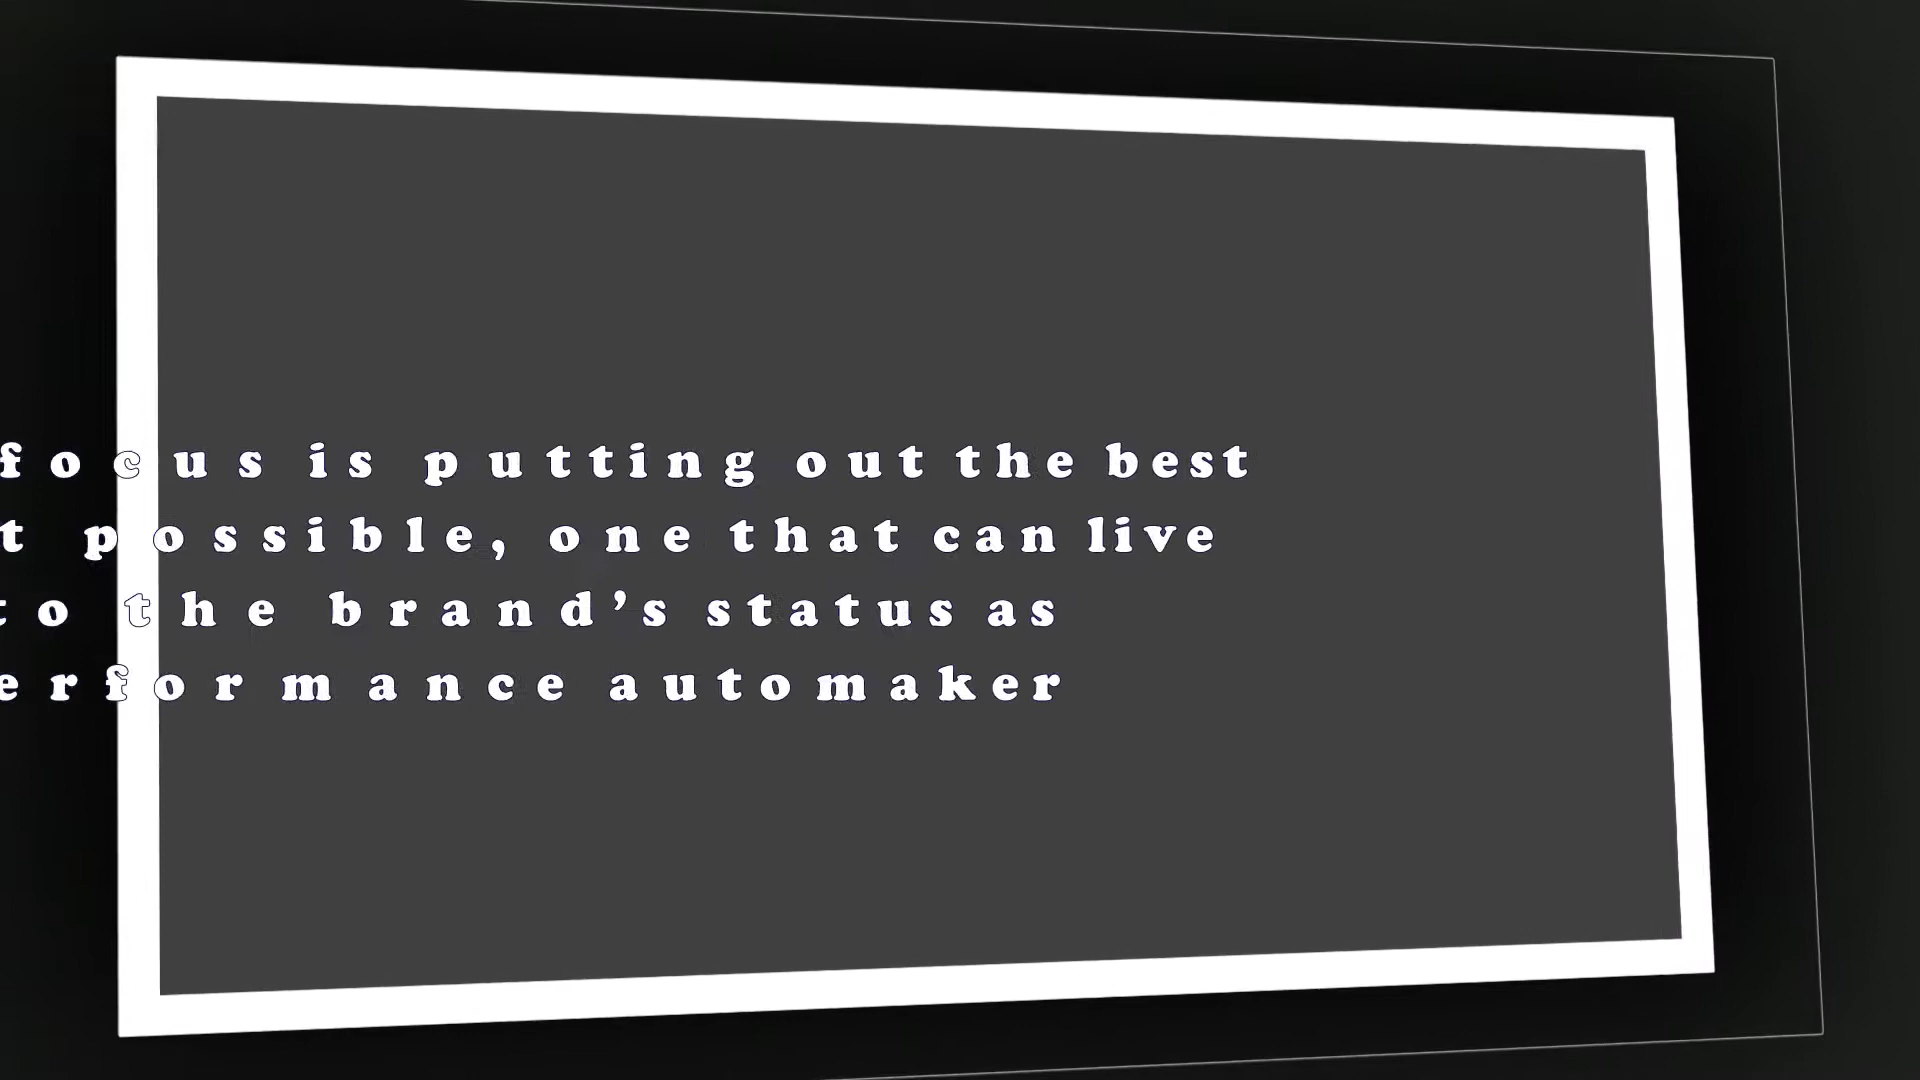 focus is putting out the best
t possible, one that can live
to the brand’s status as
erformance automaker